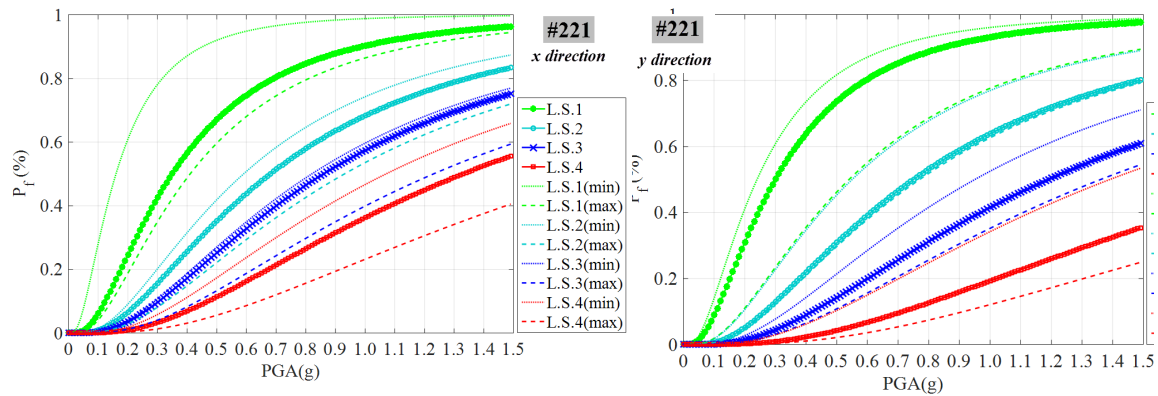 #221
x direction
1
0.8
0.6
0.4
0.2
0
P_f (%)
0 0.1 0.2 0.3 0.4 0.5 0.6 0.7 0.8 0.9 1.0 1.1 1.2 1.3 1.4 1.5
PGA(g)
L.S.1
L.S.2
L.S.3
L.S.4
L.S.1(min)
L.S.1(max)
L.S.2(min)
L.S.2(max)
L.S.3(min)
L.S.3(max)
L.S.4(min)
L.S.4(max)
#221
y direction
1
0.8
0.6
0.4
0.2
0
0 0.1 0.2 0.3 0.4 0.5 0.6 0.7 0.8 0.9 1.0 1.1 1.2 1.3 1.4 1.5
PGA(g)